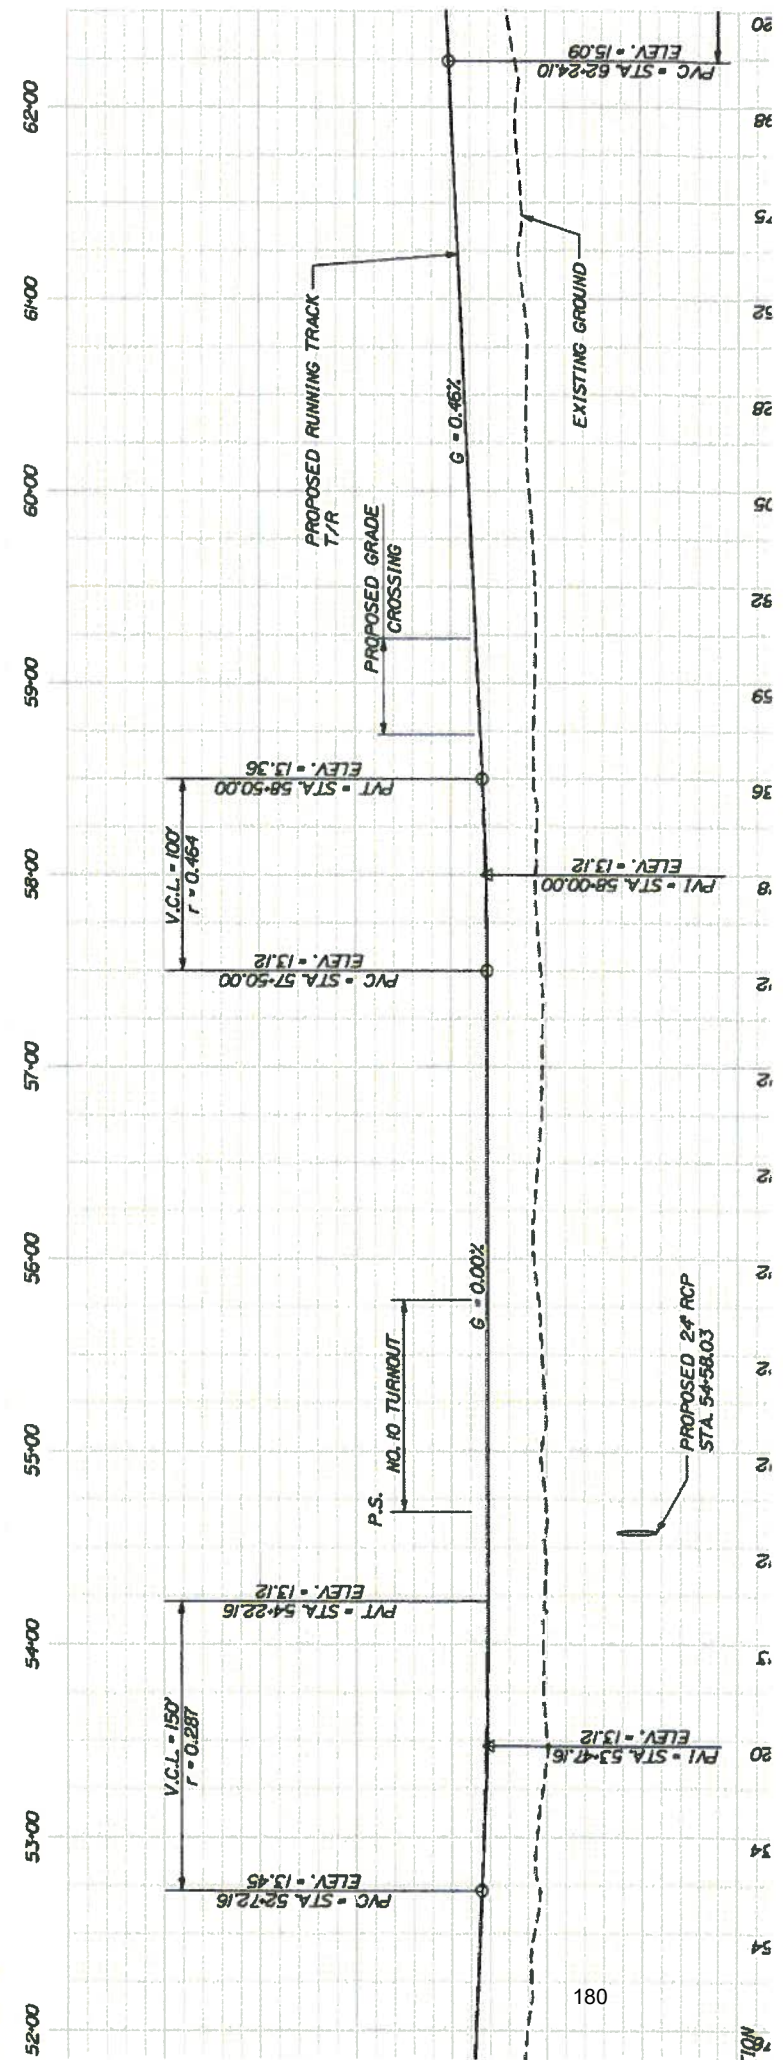 62+00
61+00
60+00
59+00
58+00
57+00
56+00
55+00
54+00
53+00
52+00
PVC = STA. 62+24.10
ELEV. = 15.09
PROPOSED RUNNING TRACK
T/R
G = 0.46%
EXISTING GROUND
PROPOSED GRADE
CROSSING
PVT = STA. 58+50.00
ELEV. = 13.36
V.C.L. = 100'
r = 0.464
PVI = STA. 58+00.00
ELEV. = 13.12
PVC = STA. 57+50.00
ELEV. = 13.12
G = 0.00%
NO. 10 TURNOUT
P.S.
PROPOSED 24" RCP
STA. 54+58.03
PVT = STA. 54+22.16
ELEV. = 13.12
V.C.L. = 150'
r = 0.287
PVI = STA. 53+47.16
ELEV. = 13.12
PVC = STA. 52+72.16
ELEV. = 13.45
180